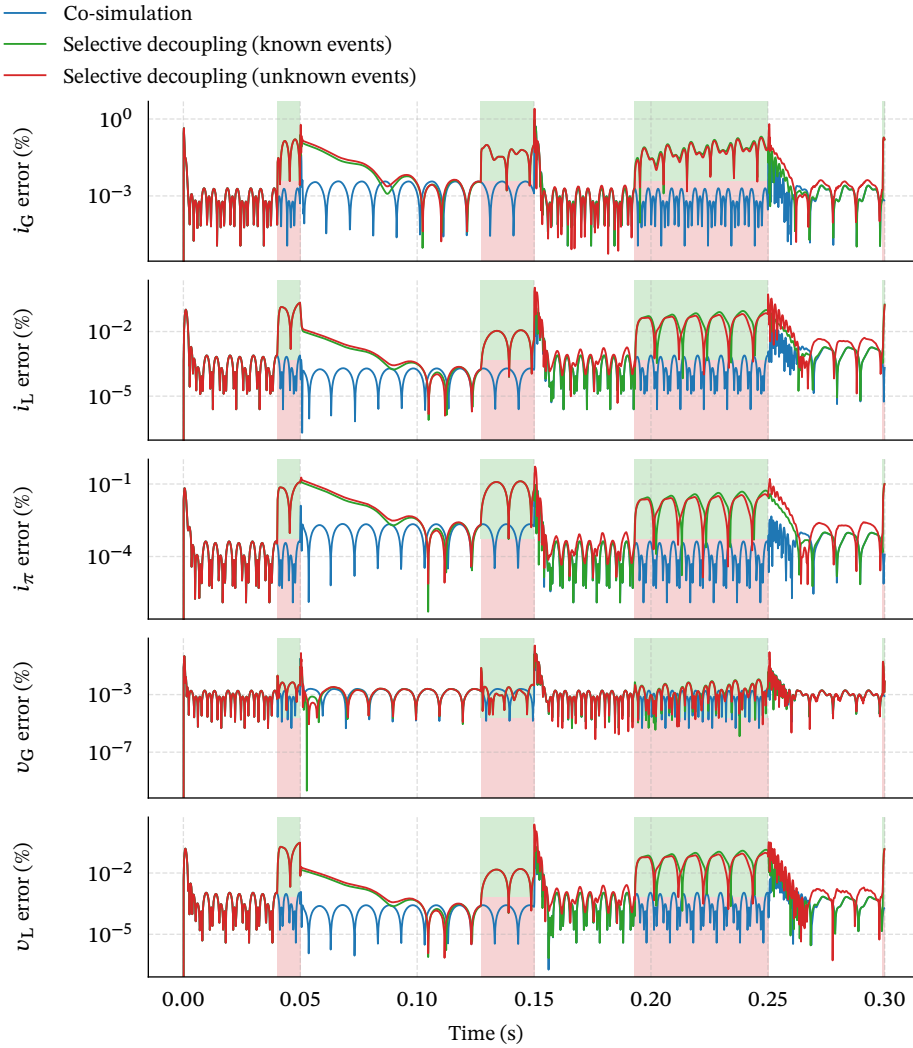 Co-simulation
Selective decoupling (known events)
Selective decoupling (unknown events)
10⁰
10⁻³
i_G error (%)
10⁻²
10⁻⁵
i_L error (%)
10⁻¹
10⁻⁴
i_π error (%)
10⁻³
10⁻⁷
v_G error (%)
10⁻²
10⁻⁵
v_L error (%)
0.00 0.05 0.10 0.15 0.20 0.25 0.30
Time (s)